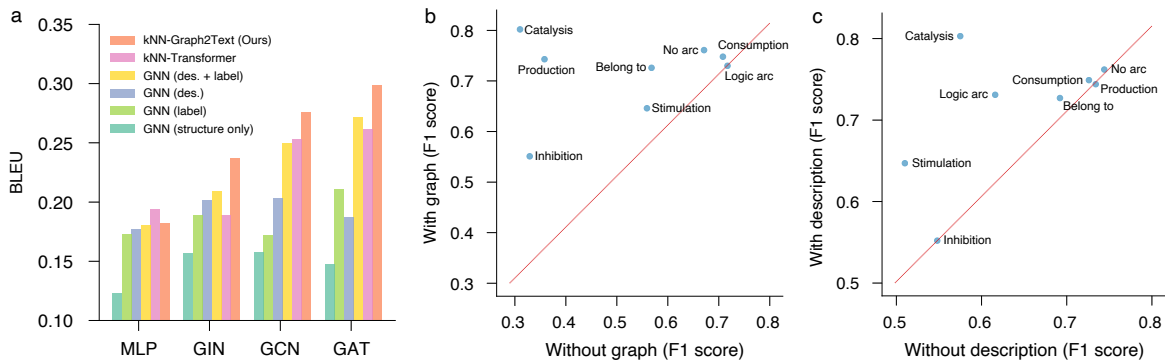 a
BLEU
0.35
0.30
0.25
0.20
0.15
0.10
kNN-Graph2Text (Ours)
kNN-Transformer
GNN (des. + label)
GNN (des.)
GNN (label)
GNN (structure only)
MLP GIN GCN GAT
b
With graph (F1 score)
0.8
0.7
0.6
0.5
0.4
0.3
Catalysis
Production
Belong to
No arc
Consumption
Logic arc
Stimulation
Inhibition
0.3 0.4 0.5 0.6 0.7 0.8
Without graph (F1 score)
c
With description (F1 score)
0.8
0.7
0.6
0.5
Catalysis
No arc
Consumption
Production
Logic arc
Belong to
Stimulation
Inhibition
0.5 0.6 0.7 0.8
Without description (F1 score)